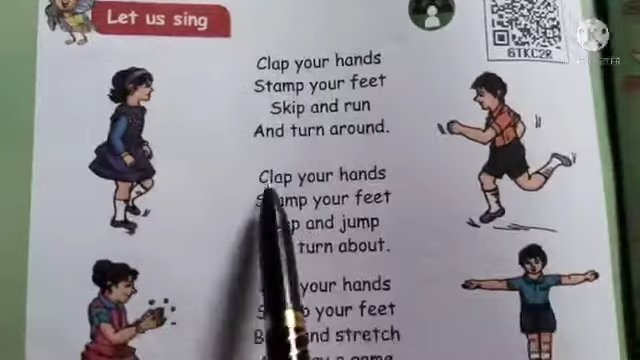 Let us sing
6TKC2R
Clap your hands
Stamp your feet
Skip and run
And turn around.
Clap your hands
Stamp your feet
and jump
turn about.
your hands
your feet
and stretch